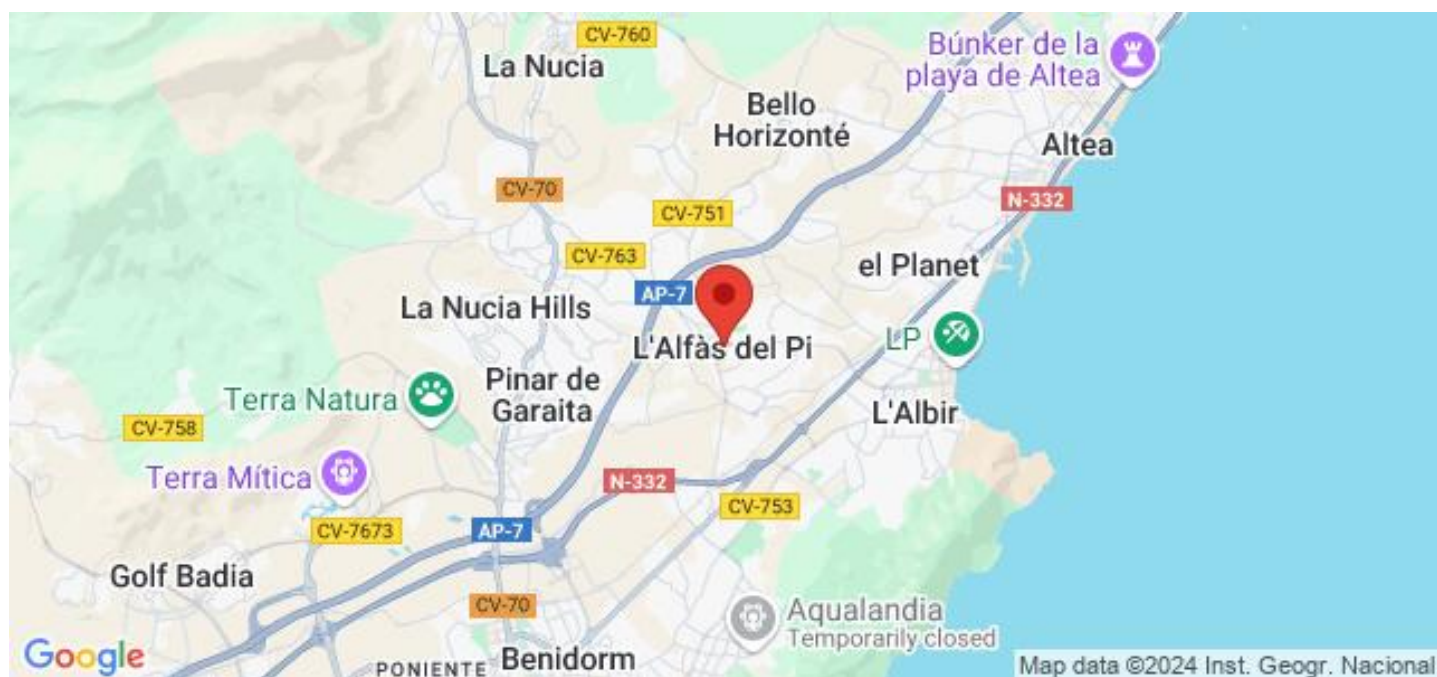 CV-760
La Nucia
Búnker de la
playa de Altea
Bello
Horizonté
Altea
CV-70
N-332
CV-751
CV-763
el Planet
AP-7
La Nucia Hills
LP
L'Alfàs del Pi
Pinar de
Garaita
Terra Natura
L'Albir
CV-758
Terra Mítica
N-332
CV-753
CV-7673
AP-7
Golf Badia
CV-70
Aqualandia
Temporarily closed
Google
PONIENTE
Benidorm
Map data ©2024 Inst. Geogr. Nacional